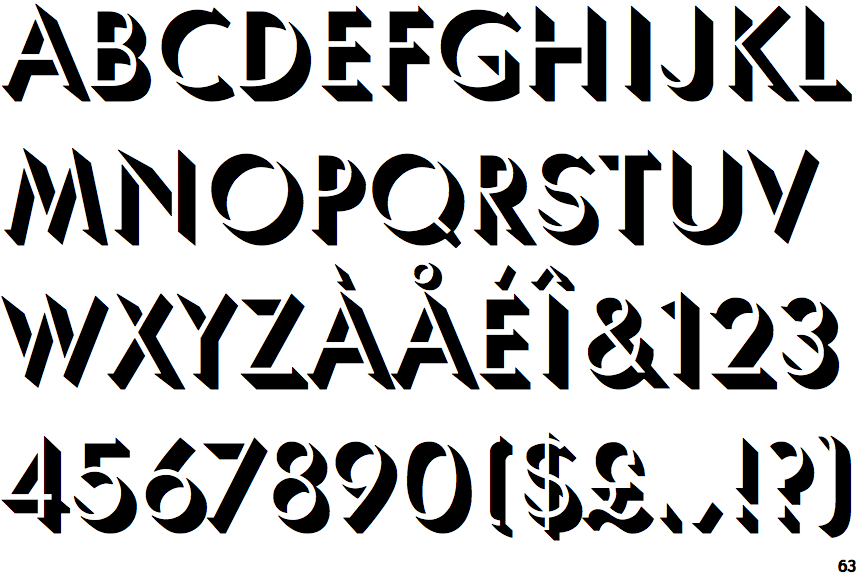 ABCDEFGHIJKL
MNOPQRSTUV
WXYZÀÅÉÎ&123
4567890($£.,!?)
63